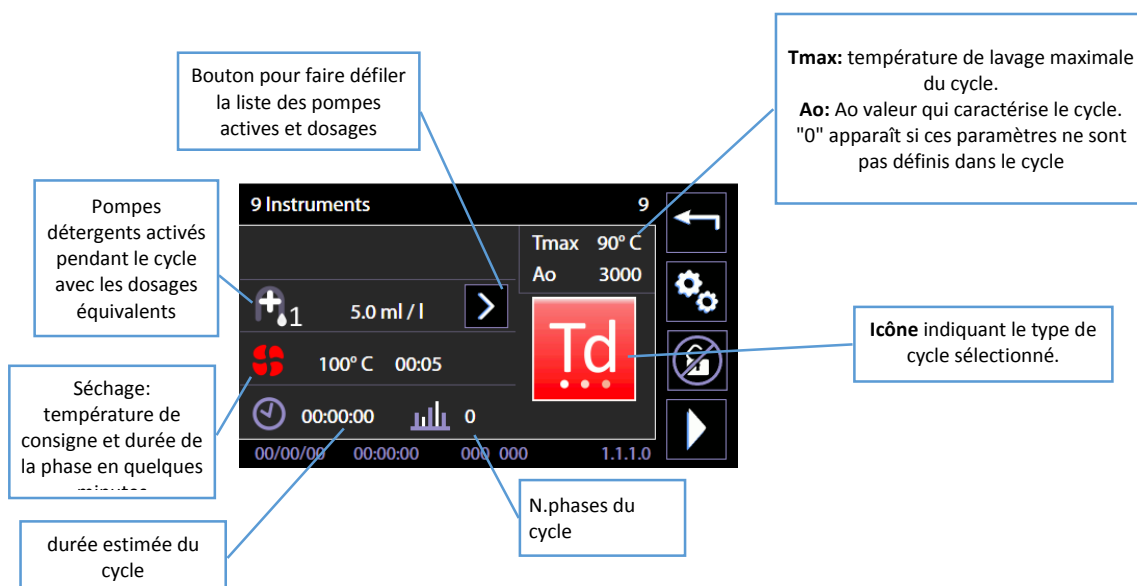 Bouton pour faire défiler
la liste des pompes
actives et dosages
Tmax: température de lavage maximale
du cycle.
Ao: Ao valeur qui caractérise le cycle.
"0" apparaît si ces paramètres ne sont
pas définis dans le cycle
Pompes
détergents activés
pendant le cycle
avec les dosages
équivalents
9 Instruments 9
Tmax 90° C
Ao 3000
1 5.0 ml / l
Td
100° C 00:05
00:00:00 0
00/00/00 00:00:00 000 000 1.1.1.0
Icône indiquant le type de
cycle sélectionné.
Séchage:
température de
consigne et durée de
la phase en quelques
minutes
N.phases du
cycle
durée estimée du
cycle